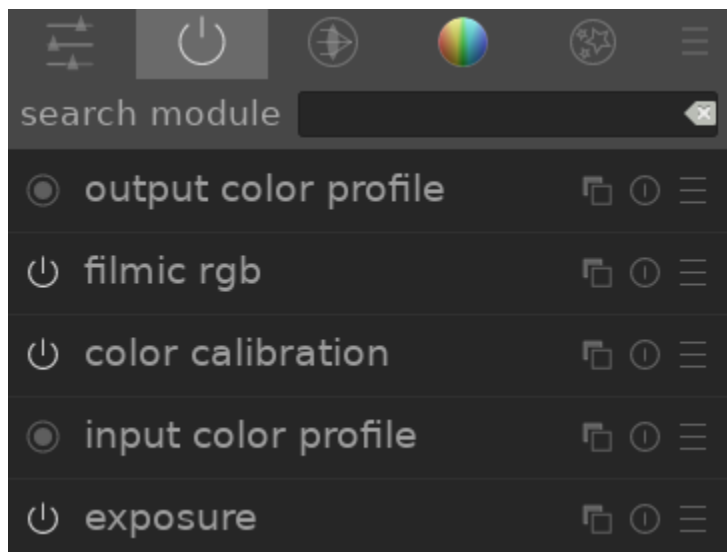 search module
output color profile
filmic rgb
color calibration
input color profile
exposure